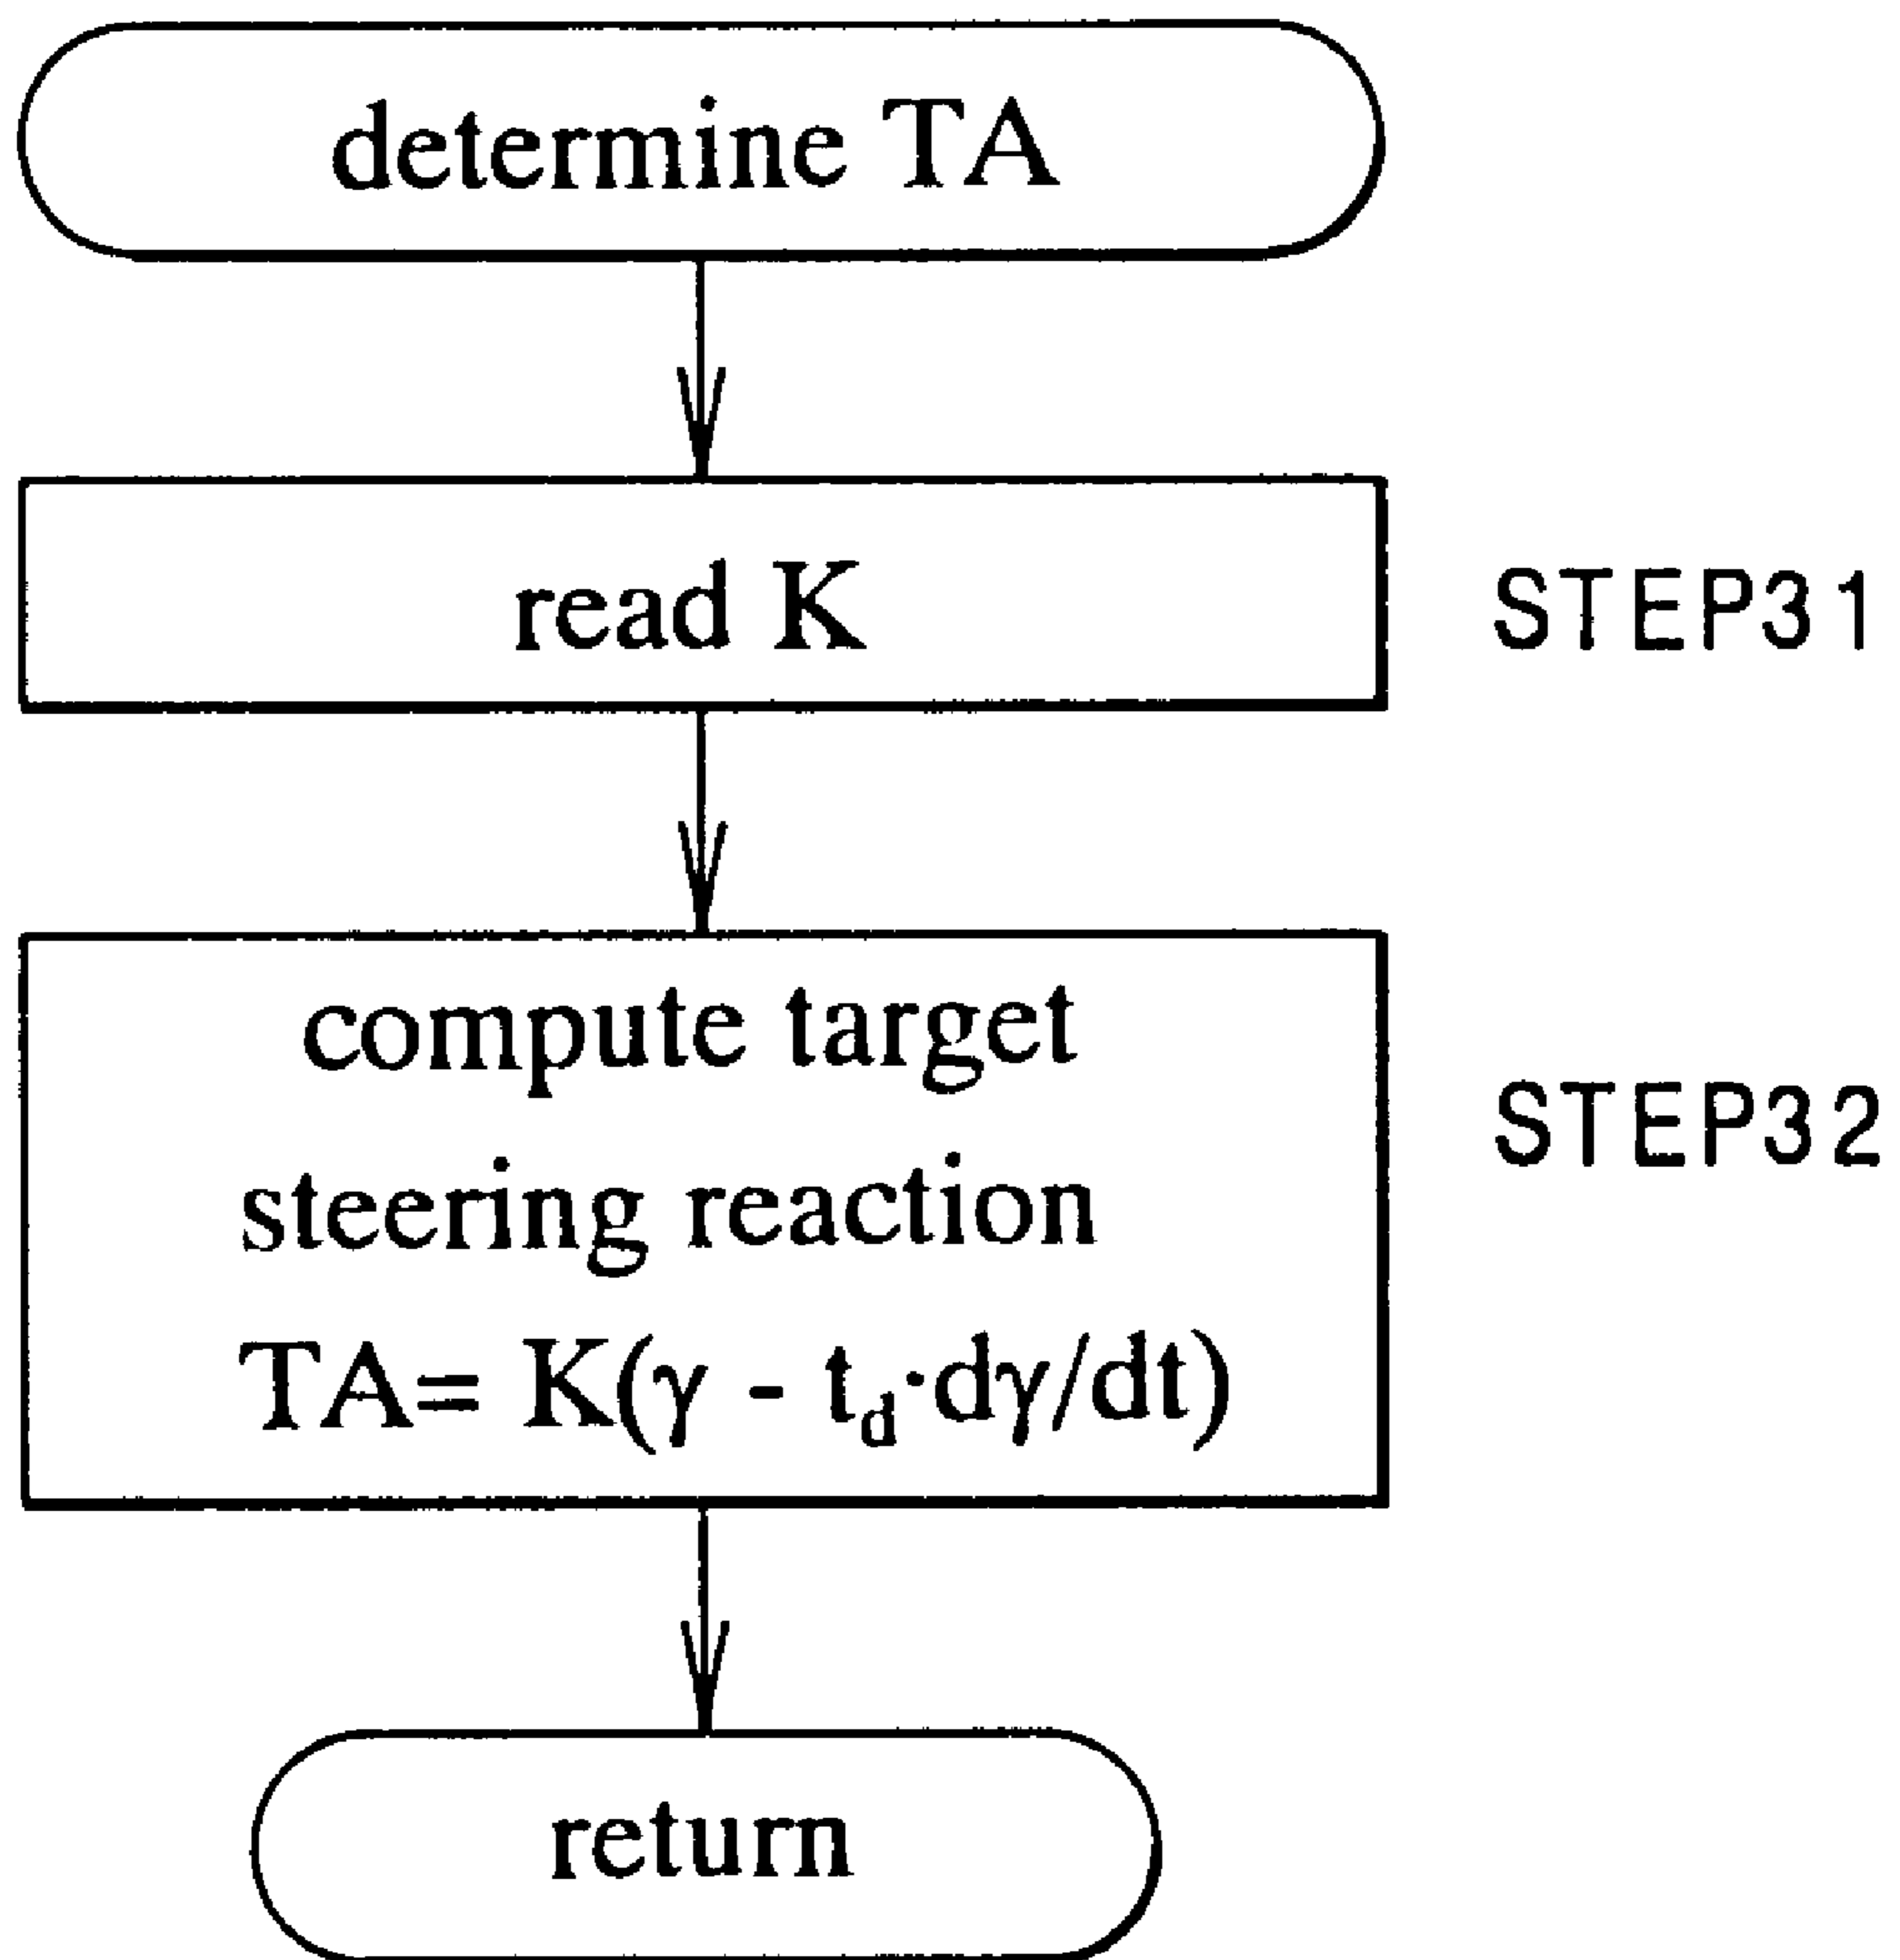 determine TA
read K
STEP31
compute target
steering reaction
TA= K(γ - t_d·dγ/dt)
STEP32
return